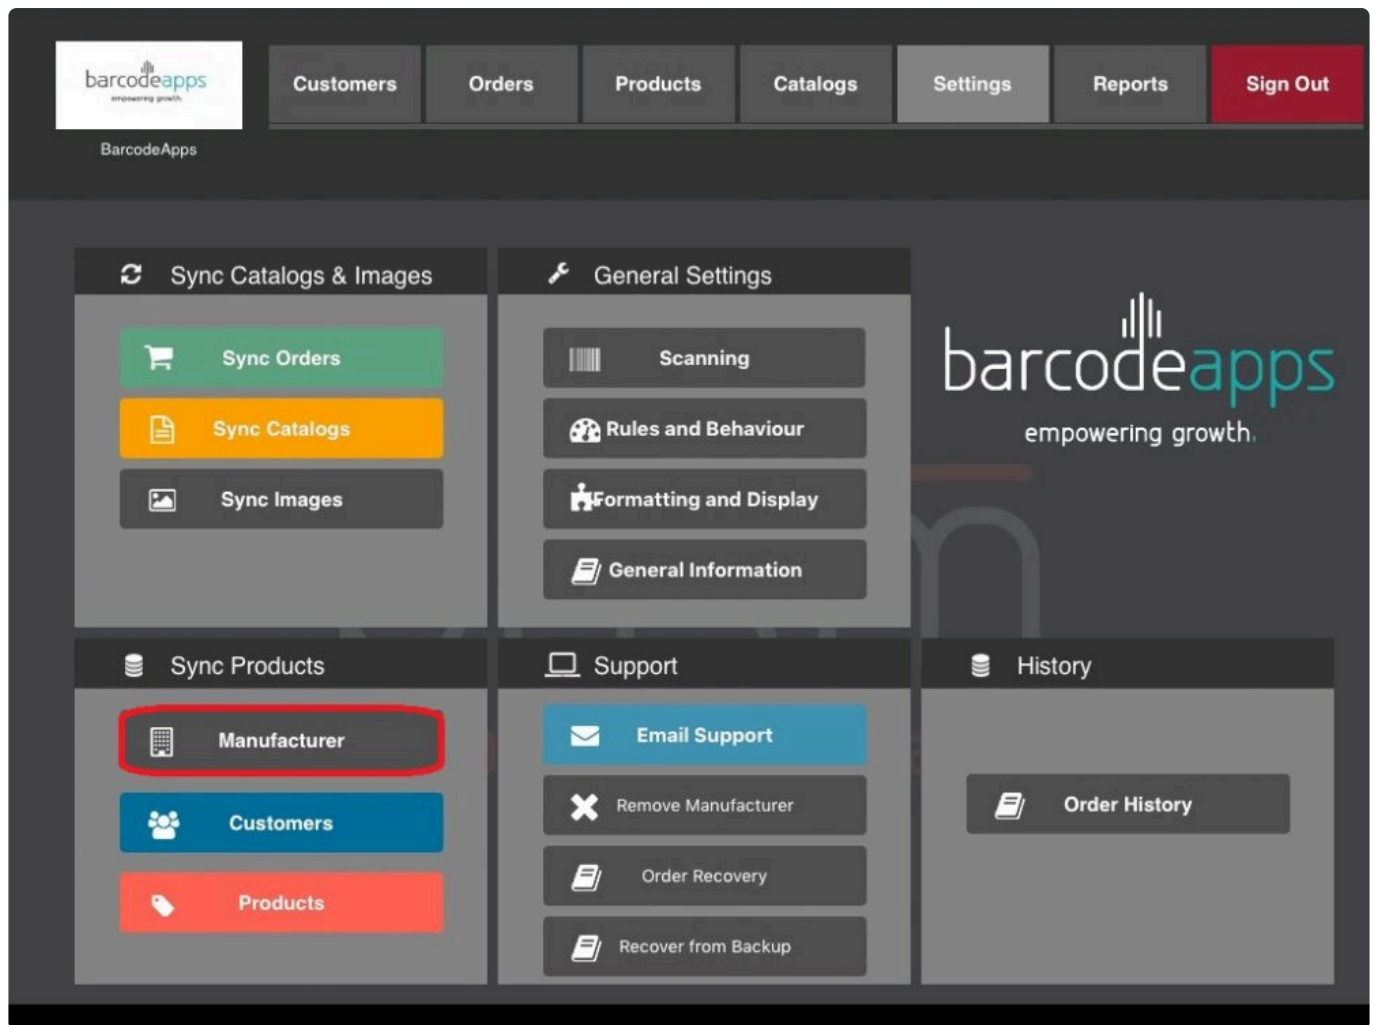 barcodeapps
empowering growth.
BarcodeApps
Customers
Orders
Products
Catalogs
Settings
Reports
Sign Out
Sync Catalogs & Images
Sync Orders
Sync Catalogs
Sync Images
General Settings
Scanning
Rules and Behaviour
Formatting and Display
General Information
barcodeapps
empowering growth.
Sync Products
Manufacturer
Customers
Products
Support
Email Support
Remove Manufacturer
Order Recovery
Recover from Backup
History
Order History